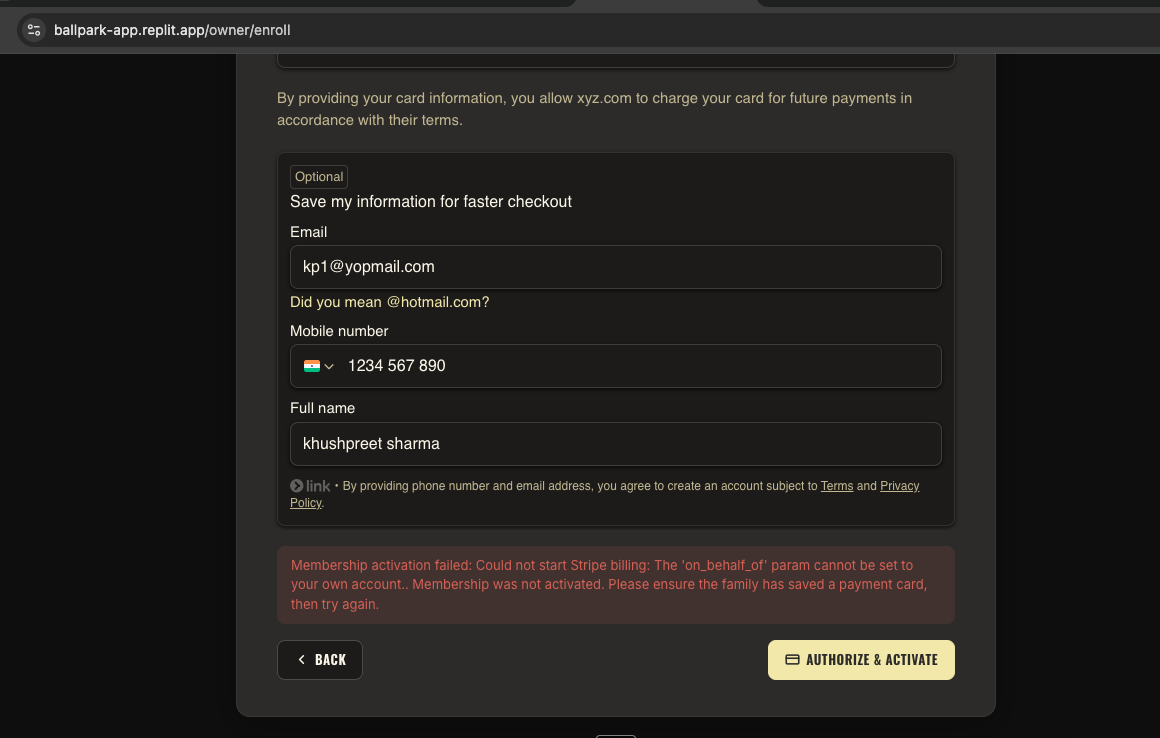 ballpark-app.replit.app/owner/enroll
By providing your card information, you allow xyz.com to charge your card for future payments in
accordance with their terms.
Optional
Save my information for faster checkout
Email
kp1@yopmail.com
Did you mean @hotmail.com?
Mobile number
1234 567 890
Full name
khushpreet sharma
link • By providing phone number and email address, you agree to create an account subject to Terms and Privacy
Policy.
Membership activation failed: Could not start Stripe billing: The 'on_behalf_of' param cannot be set to
your own account.. Membership was not activated. Please ensure the family has saved a payment card,
then try again.
BACK
AUTHORIZE & ACTIVATE